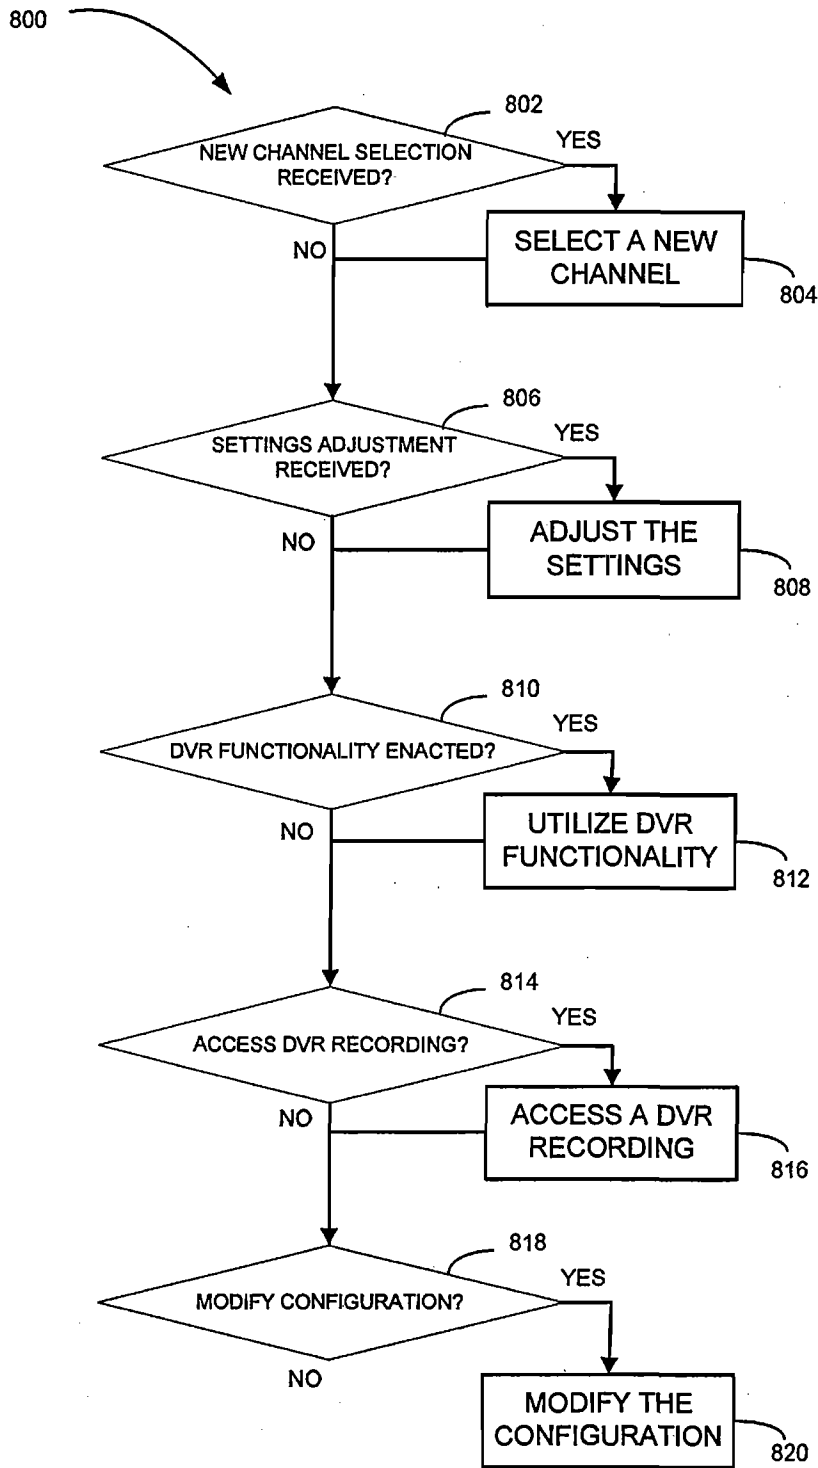 800
802
NEW CHANNEL SELECTION
RECEIVED?
YES
NO
SELECT A NEW
CHANNEL
804
806
SETTINGS ADJUSTMENT
RECEIVED?
YES
NO
ADJUST THE
SETTINGS
808
810
DVR FUNCTIONALITY ENACTED?
YES
NO
UTILIZE DVR
FUNCTIONALITY
812
814
ACCESS DVR RECORDING?
YES
NO
ACCESS A DVR
RECORDING
816
818
MODIFY CONFIGURATION?
YES
NO
MODIFY THE
CONFIGURATION
820